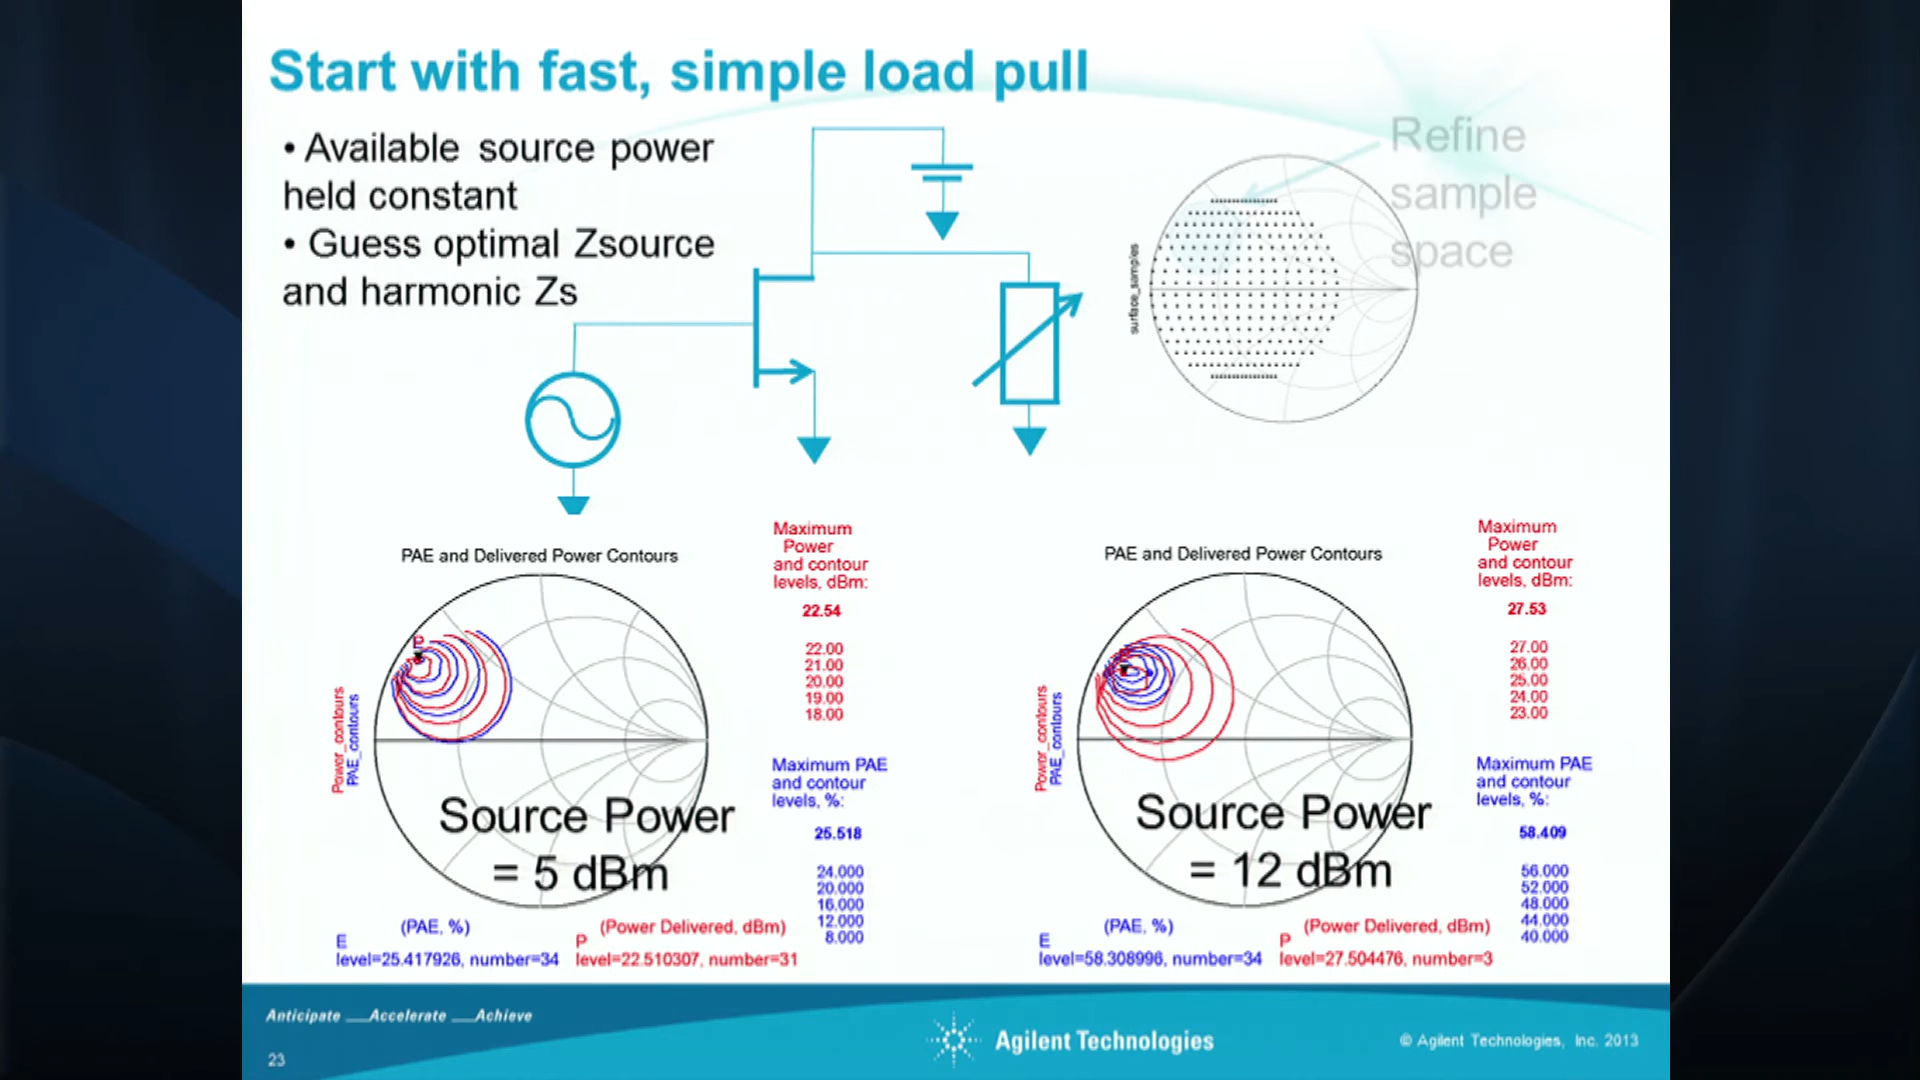 Start with fast, simple load pull
• Available source power
held constant
• Guess optimal Zsource
and harmonic Zs
Refine
sample
space
surface_samples
PAE and Delivered Power Contours
Maximum
Power
and contour
levels, dBm:
22.54
22.00
21.00
20.00
19.00
18.00
Maximum PAE
and contour
levels, %:
25.518
24.000
20.000
16.000
12.000
8.000
P
Power_contours
PAE_contours
Source Power
= 5 dBm
(PAE, %)
E
level=25.417926, number=34
(Power Delivered, dBm)
P
level=22.510307, number=31
PAE and Delivered Power Contours
Maximum
Power
and contour
levels, dBm:
27.53
27.00
26.00
25.00
24.00
23.00
Maximum PAE
and contour
levels, %:
58.409
56.000
52.000
48.000
44.000
40.000
Power_contours
PAE_contours
Source Power
= 12 dBm
(PAE, %)
E
level=58.308996, number=34
(Power Delivered, dBm)
P
level=27.504476, number=3
Anticipate __Accelerate __Achieve
23
Agilent Technologies
© Agilent Technologies, Inc. 2013